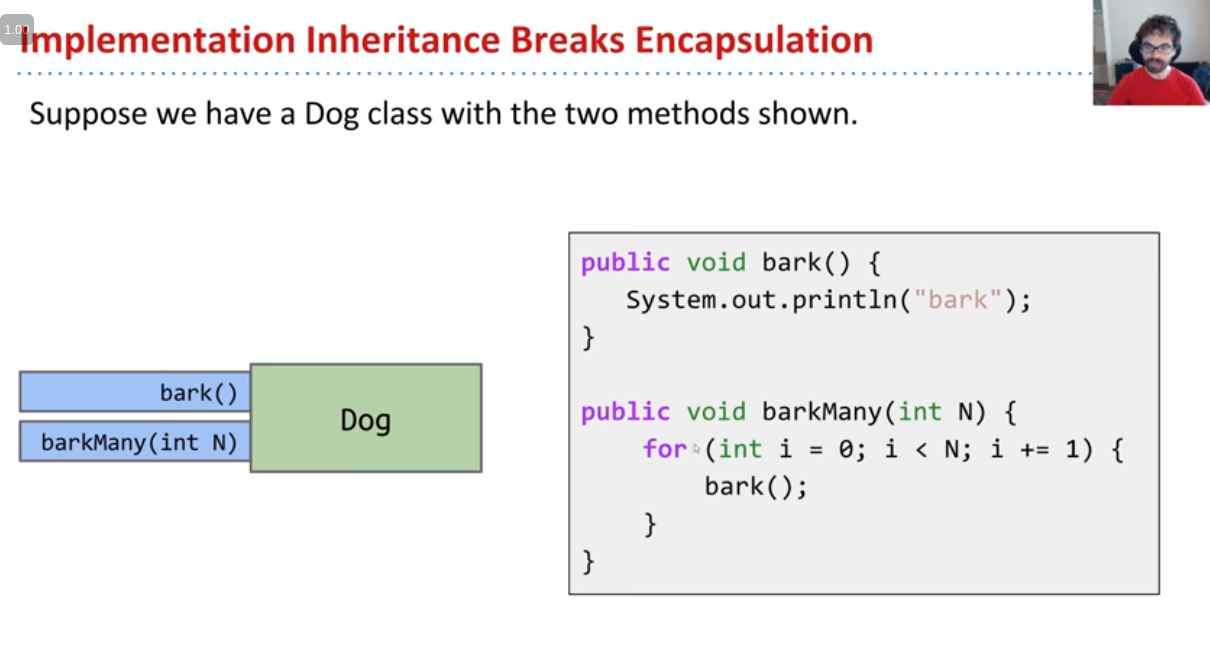 1.00
Implementation Inheritance Breaks Encapsulation
Suppose we have a Dog class with the two methods shown.
bark()
barkMany(int N)
Dog
public void bark() {
System.out.println("bark");
}
public void barkMany(int N) {
for (int i = 0; i < N; i += 1) {
bark();
}
}